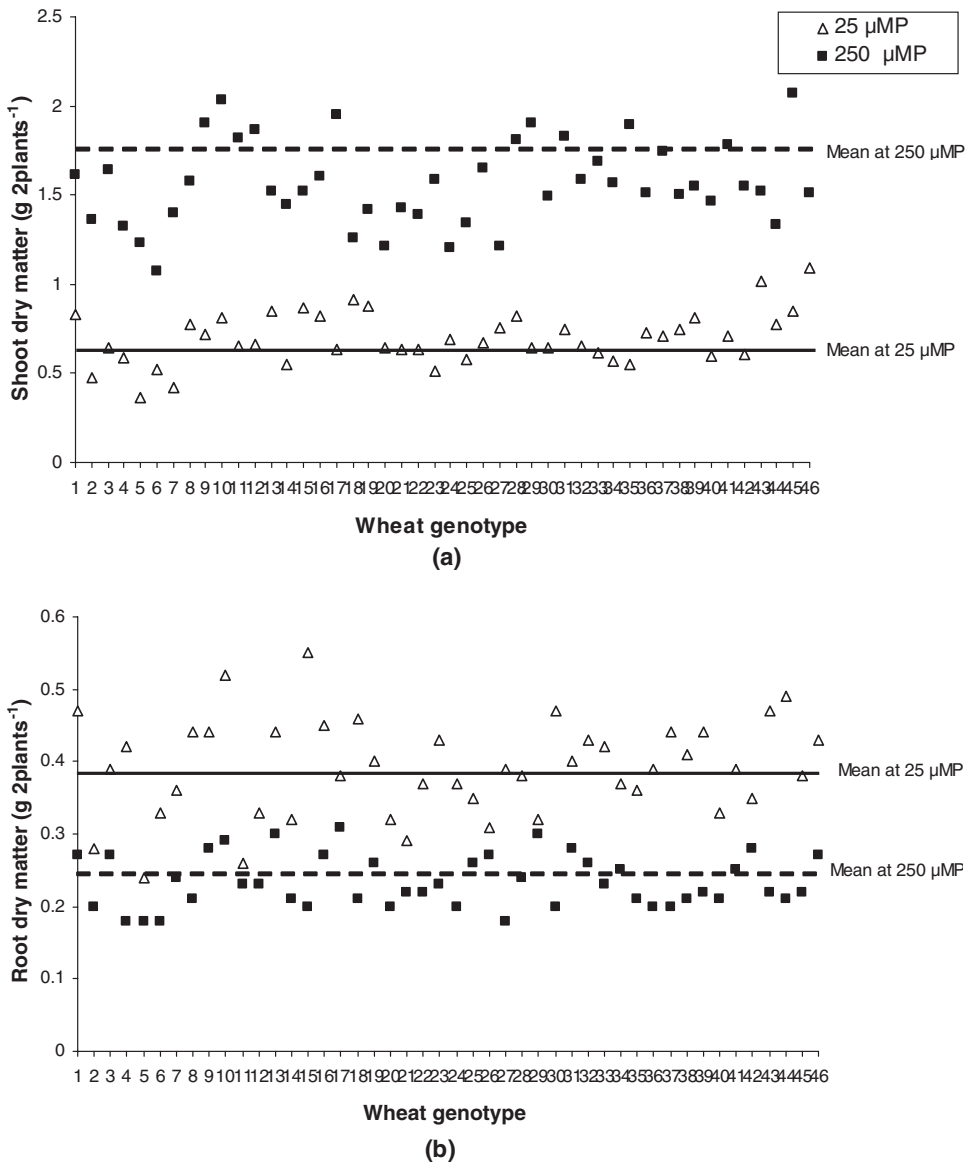 (a)
2.5
2
1.5
1
0.5
0
Shoot dry matter (g 2plants-1)
△ 25 µMP
■ 250 µMP
Mean at 250 µMP
Mean at 25 µMP
1 2 3 4 5 6 7 8 9 10 11 12 13 14 15 16 17 18 19 20 21 22 23 24 25 26 27 28 29 30 31 32 33 34 35 36 37 38 39 40 41 42 43 44 45 46
Wheat genotype
(a)
0.6
0.5
0.4
0.3
0.2
0.1
0
Root dry matter (g 2plants-1)
Mean at 25 µMP
Mean at 250 µMP
1 2 3 4 5 6 7 8 9 10 11 12 13 14 15 16 17 18 19 20 21 22 23 24 25 26 27 28 29 30 31 32 33 34 35 36 37 38 39 40 41 42 43 44 45 46
Wheat genotype
(b)